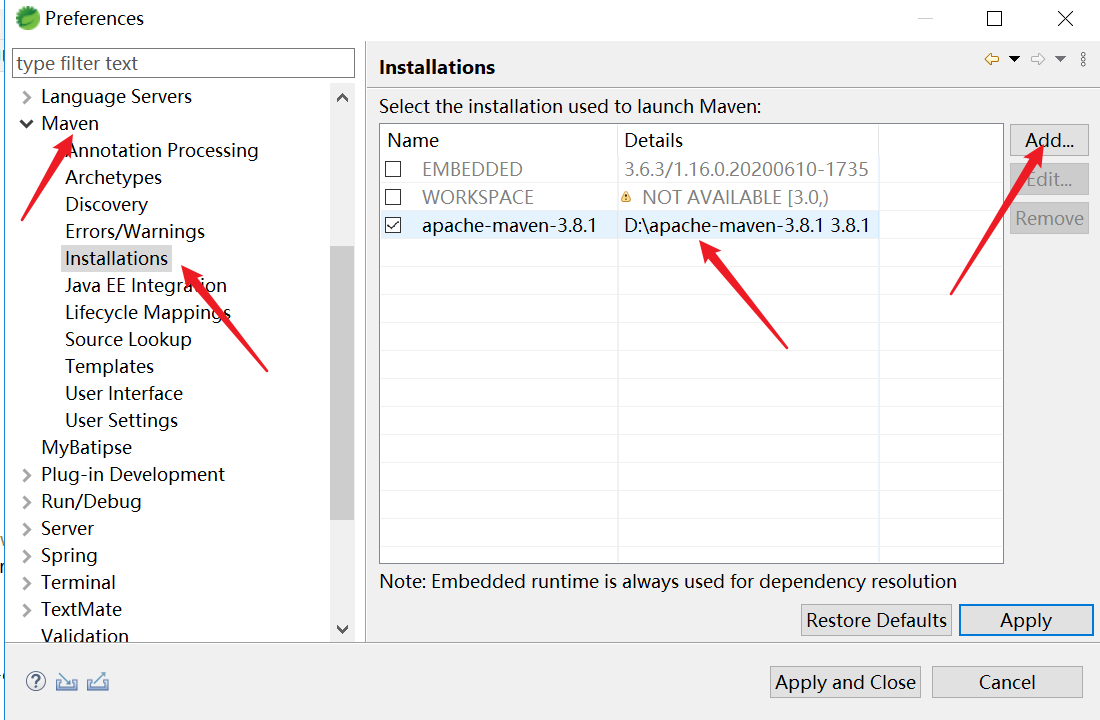 Preferences
type filter text
Language Servers
Maven
Annotation Processing
Archetypes
Discovery
Errors/Warnings
Installations
Java EE Integration
Lifecycle Mappings
Source Lookup
Templates
User Interface
User Settings
MyBatipse
Plug-in Development
Run/Debug
Server
Spring
Terminal
TextMate
Validation
Installations
Select the installation used to launch Maven:
Name Details
EMBEDDED 3.6.3/1.16.0.20200610-1735
WORKSPACE NOT AVAILABLE [3.0,)
apache-maven-3.8.1 D:\apache-maven-3.8.1 3.8.1
Add...
Edit...
Remove
Note: Embedded runtime is always used for dependency resolution
Restore Defaults Apply
Apply and Close Cancel